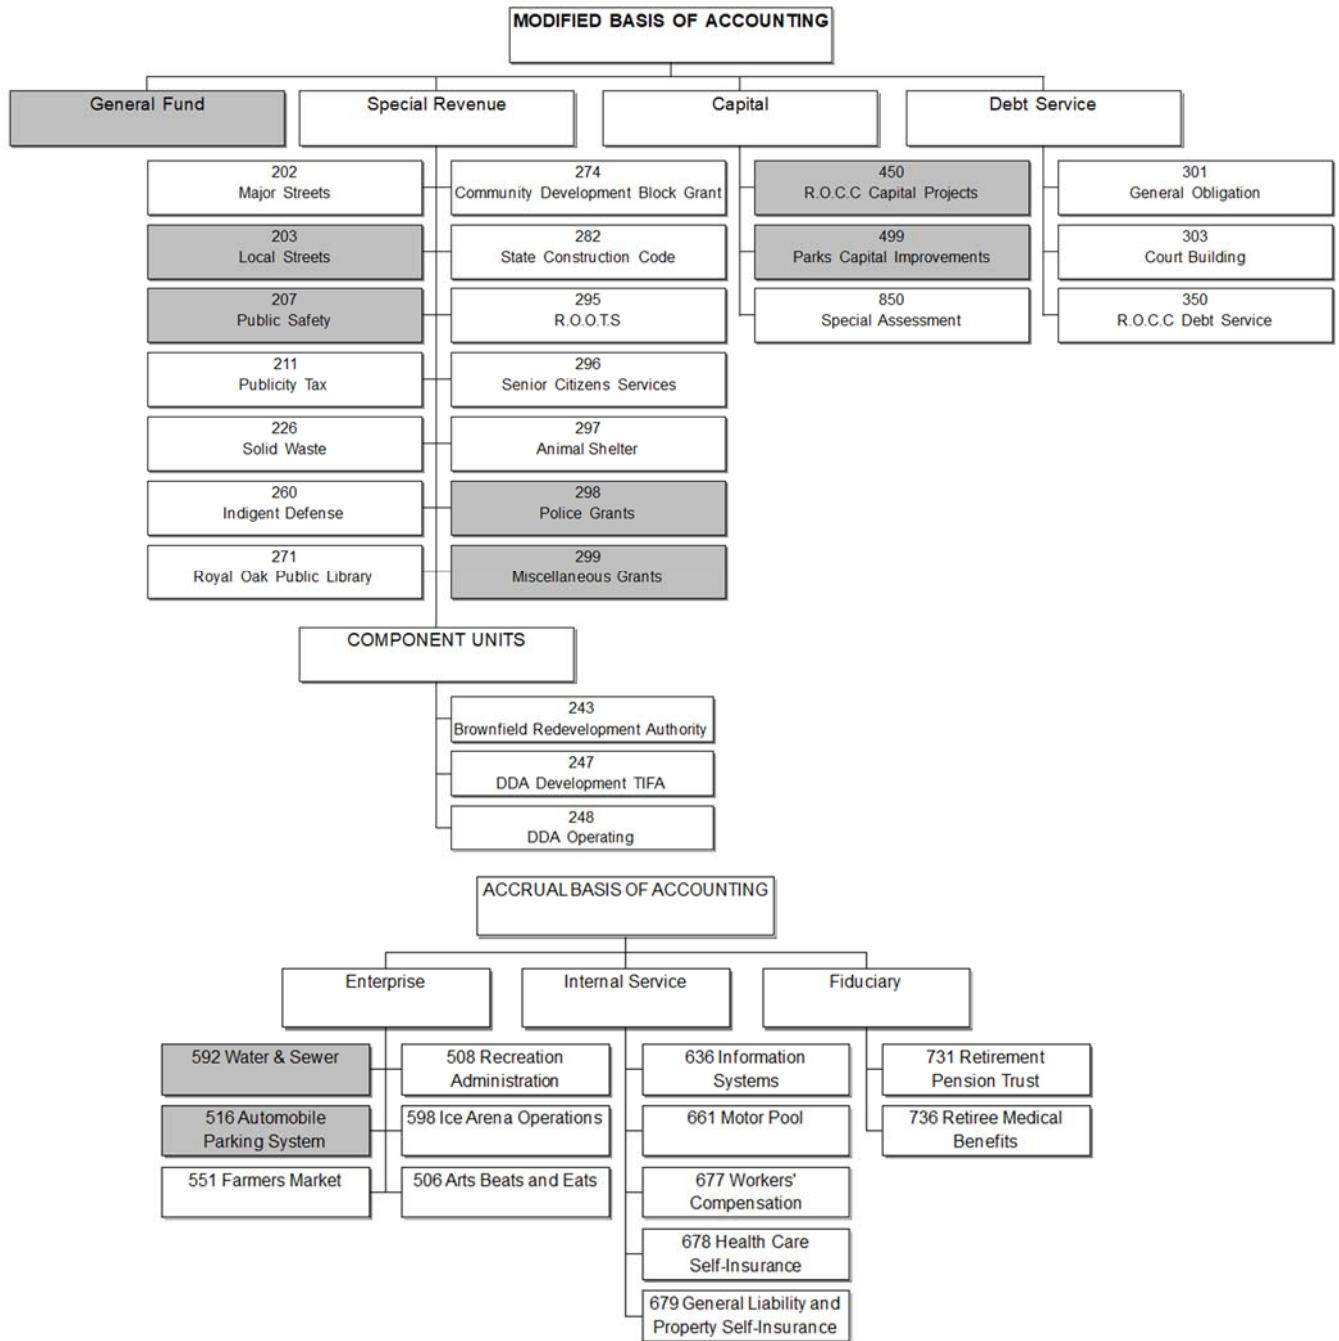 MODIFIED BASIS OF ACCOUNTING
General Fund
Special Revenue
Capital
Debt Service
202
Major Streets
274
Community Development Block Grant
450
R.O.C.C Capital Projects
301
General Obligation
203
Local Streets
282
State Construction Code
499
Parks Capital Improvements
303
Court Building
207
Public Safety
295
R.O.O.T.S
850
Special Assessment
350
R.O.C.C Debt Service
211
Publicity Tax
296
Senior Citizens Services
226
Solid Waste
297
Animal Shelter
260
Indigent Defense
298
Police Grants
271
Royal Oak Public Library
299
Miscellaneous Grants
COMPONENT UNITS
243
Brownfield Redevelopment Authority
247
DDA Development TIFA
248
DDA Operating
ACCRUAL BASIS OF ACCOUNTING
Enterprise
Internal Service
Fiduciary
592 Water & Sewer
508 Recreation
Administration
636 Information
Systems
731 Retirement
Pension Trust
516 Automobile
Parking System
598 Ice Arena Operations
661 Motor Pool
736 Retiree Medical
Benefits
551 Farmers Market
506 Arts Beats and Eats
677 Workers'
Compensation
678 Health Care
Self-Insurance
679 General Liability and
Property Self-Insurance